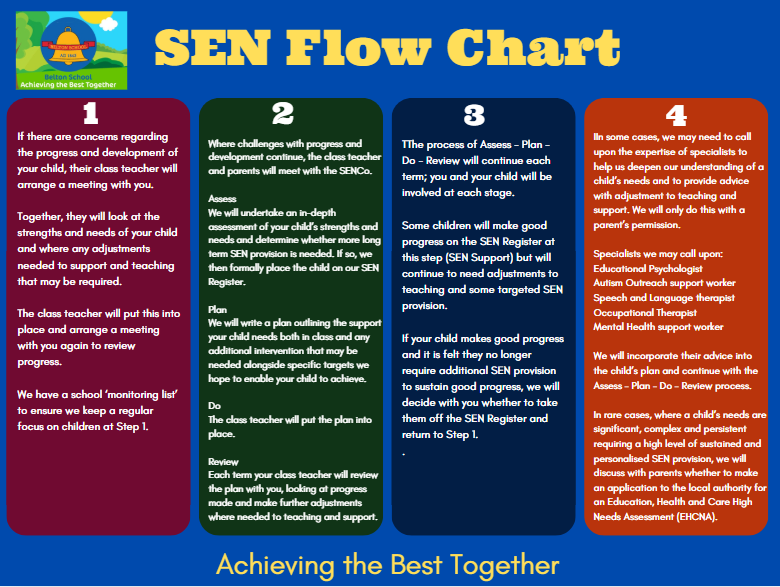 SEN Flow Chart
BELTON SCHOOL
Belton School
Achieving the Best Together
1
If there are concerns regarding
the progress and development of
your child, their class teacher will
arrange a meeting with you.
Together, they will look at the
strengths and needs of your child
and where any adjustments
needed to support and teaching
that may be required.
The class teacher will put this into
place and arrange a meeting
with you again to review
progress.
We have a school ‘monitoring list’
to ensure we keep a regular
focus on children at Step 1.
2
Where challenges with progress and
development continue, the class teacher
and parents will meet with the SENCo.
Assess
We will undertake an in-depth
assessment of your child’s strengths and
needs and determine whether more long
term SEN provision is needed. If so, we
then formally place the child on our SEN
Register.
Plan
We will write a plan outlining the support
your child needs both in class and any
additional intervention that may be
needed alongside specific targets we
hope to enable your child to achieve.
Do
The class teacher will put the plan into
place.
Review
Each term your class teacher will review
the plan with you, looking at progress
made and make further adjustments
where needed to teaching and support.
3
TThe process of Assess – Plan –
Do – Review will continue each
term; you and your child will be
involved at each stage.
Some children will make good
progress on the SEN Register at
this step (SEN Support) but will
continue to need adjustments to
teaching and some targeted SEN
provision.
If your child makes good progress
and it is felt they no longer
require additional SEN provision
to sustain good progress, we will
decide with you whether to take
them off the SEN Register and
return to Step 1.
.
4
IIn some cases, we may need to call
upon the expertise of specialists to
help us deepen our understanding of a
child’s needs and to provide advice
with adjustment to teaching and
support. We will only do this with a
parent’s permission.
Specialists we may call upon:
Educational Psychologist
Autism Outreach support worker
Speech and Language therapist
Occupational Therapist
Mental Health support worker
We will incorporate their advice into
the child’s plan and continue with the
Assess – Plan – Do – Review process.
In rare cases, where a child’s needs are
significant, complex and persistent
requiring a high level of sustained and
personalised SEN provision, we will
discuss with parents whether to make
an application to the local authority for
an Education, Health and Care High
Needs Assessment (EHCNA).
Achieving the Best Together